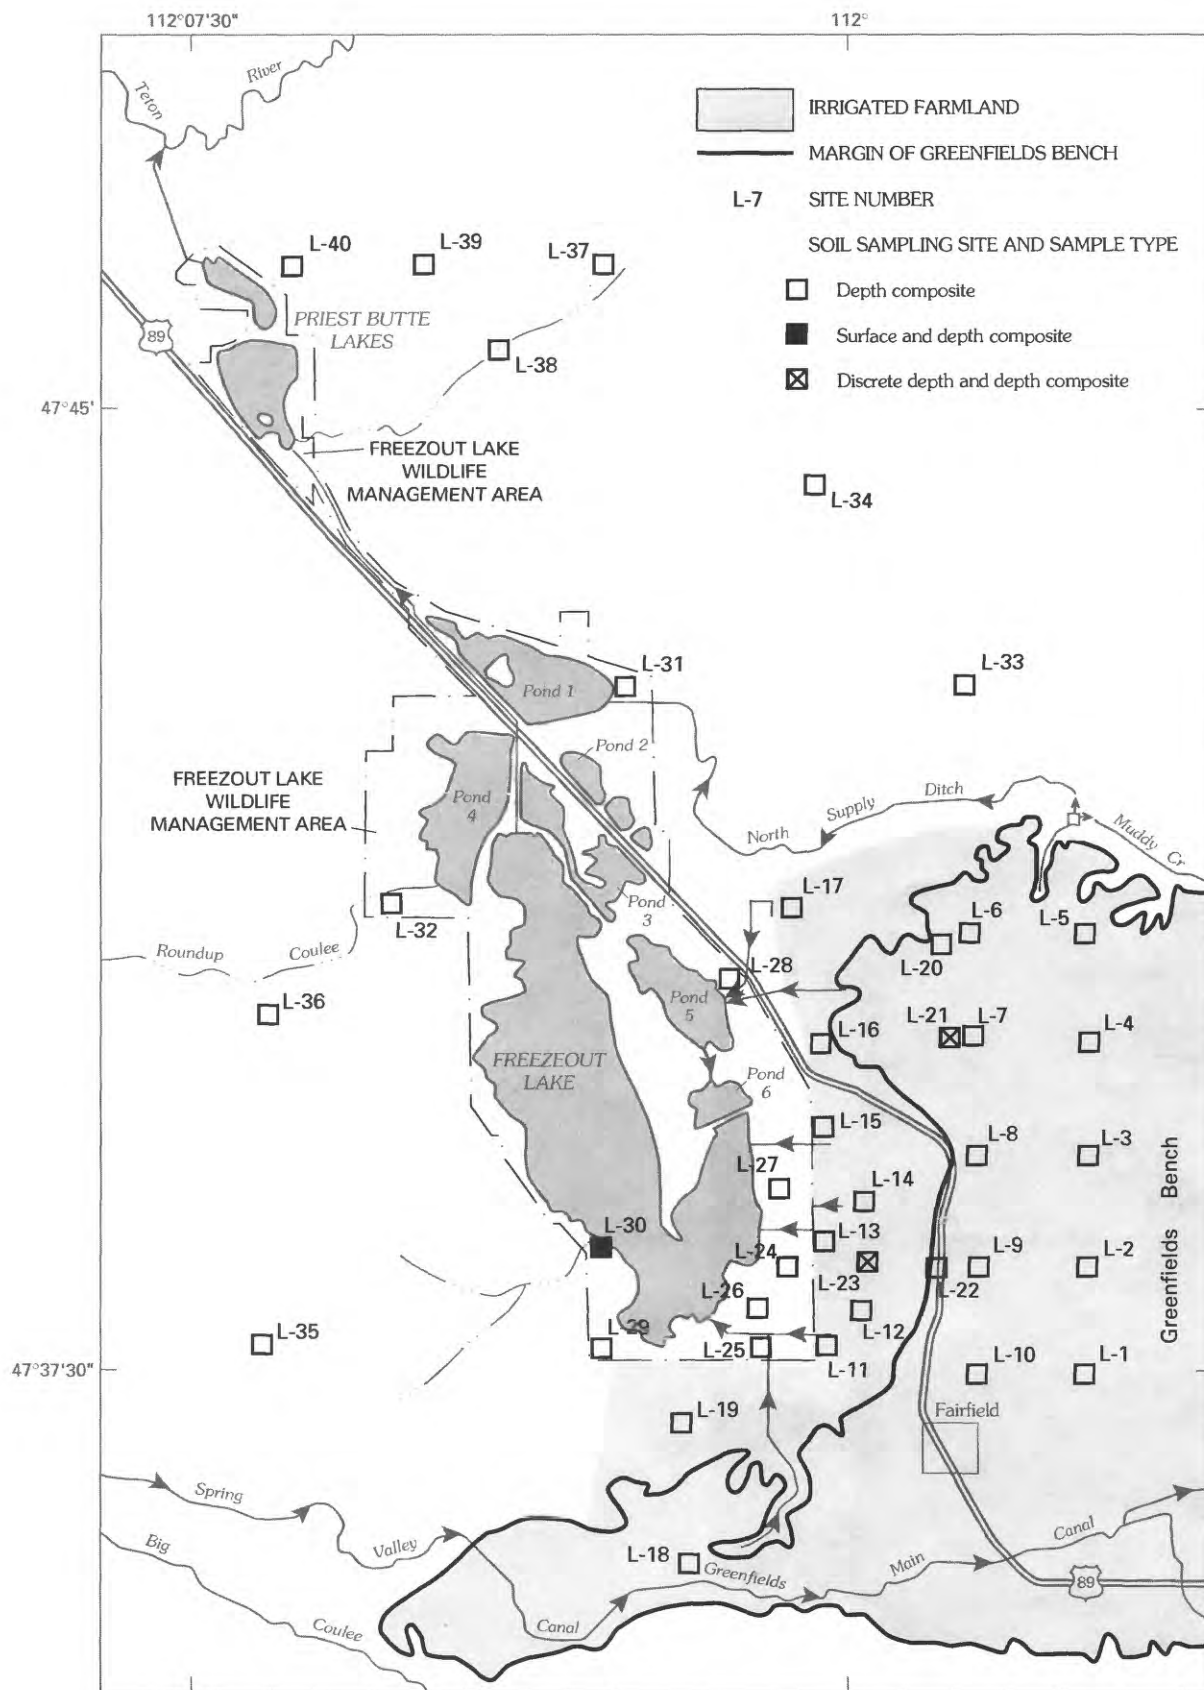 112°07'30"
112°
Teton
River
IRRIGATED FARMLAND
MARGIN OF GREENFIELDS BENCH
L-7 SITE NUMBER
SOIL SAMPLING SITE AND SAMPLE TYPE
Depth composite
Surface and depth composite
Discrete depth and depth composite
L-40
L-39
L-37
PRIEST BUTTE
LAKES
89
L-38
47°45'
FREEZOUT LAKE
WILDLIFE
MANAGEMENT AREA
L-34
L-31
L-33
Pond 1
Pond 2
FREEZOUT LAKE
WILDLIFE
MANAGEMENT AREA
Pond
4
North
Supply
Ditch
Muddy Cr
Pond
3
L-17
L-6
L-5
L-32
L-20
Roundup
Coulee
L-28
L-36
Pond
5
L-16
L-21
L-7
L-4
FREEZEOUT
LAKE
Pond
6
L-15
L-8
L-3
L-27
L-14
Greenfields Bench
L-30
L-13
L-24
L-23
L-9
L-2
L-22
L-26
L-12
L-35
L-29
L-25
L-11
47°37'30"
L-10
L-1
L-19
Fairfield
Spring
Valley
Canal
Big
Coulee
L-18
Greenfields
Main
Canal
89